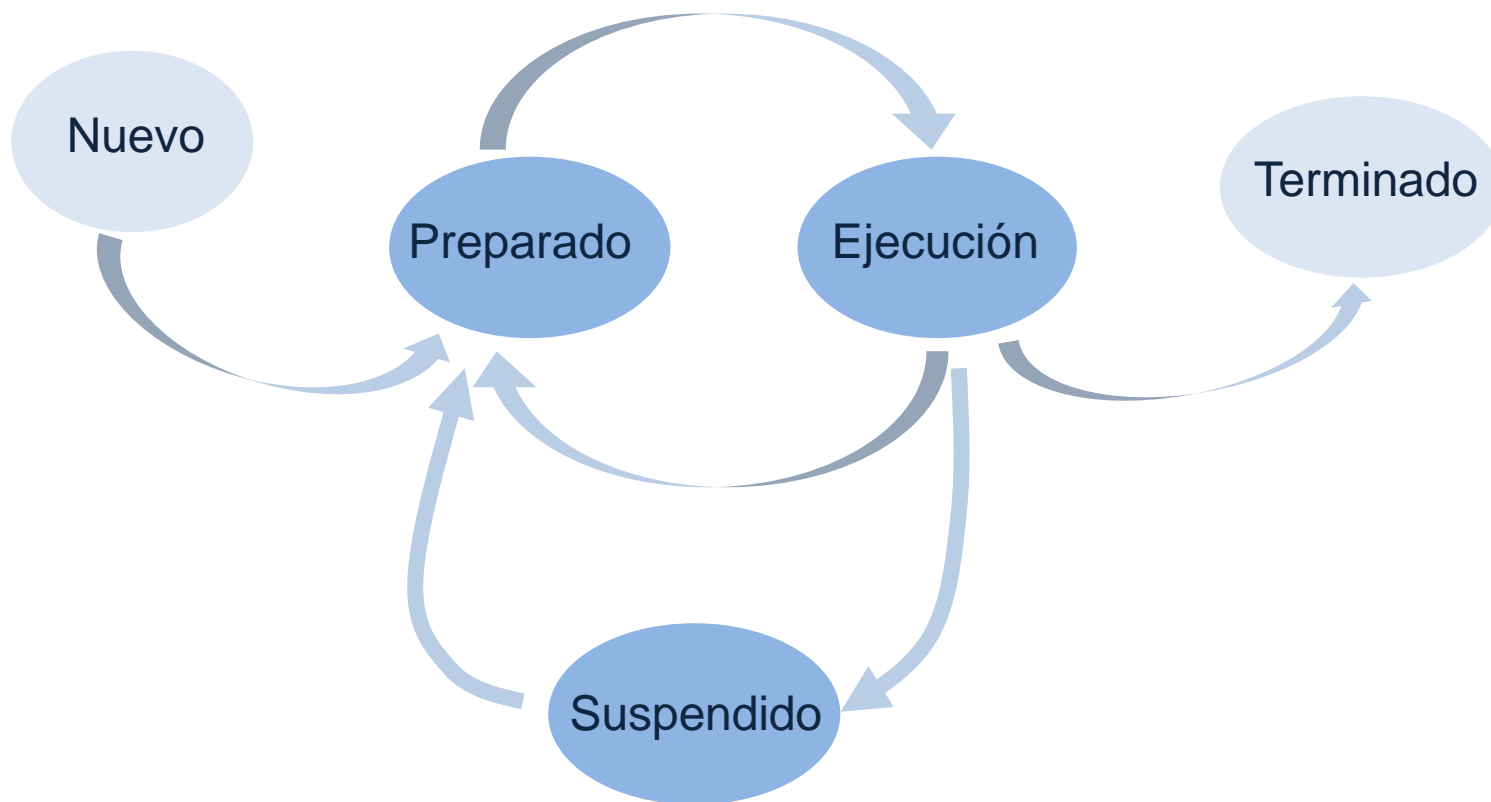 Nuevo
Preparado
Ejecución
Terminado
Suspendido